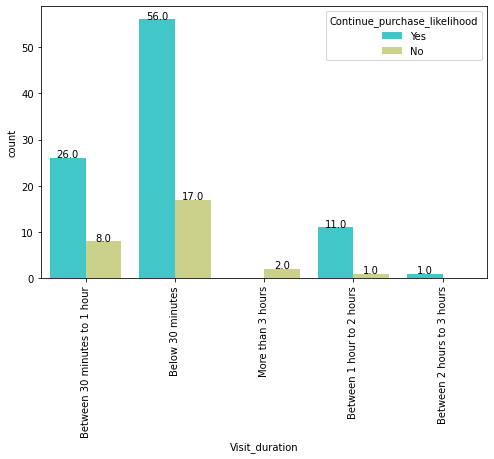 Continue_purchase_likelihood
Yes
No
56.0
26.0
17.0
11.0
8.0
2.0
1.0
1.0
count
50
40
30
20
10
0
Between 30 minutes to 1 hour
Below 30 minutes
More than 3 hours
Between 1 hour to 2 hours
Between 2 hours to 3 hours
Visit_duration